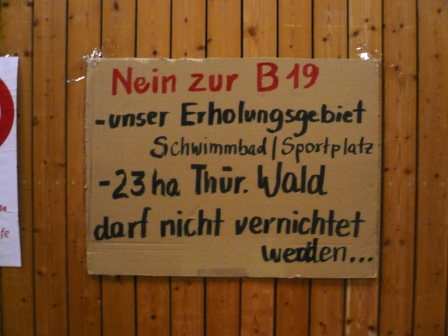 Nein zur B19
-unser Erholungsgebiet
Schwimmbad/Sportplatz
-23 ha Thür. Wald
darf nicht vernichtet
werden...